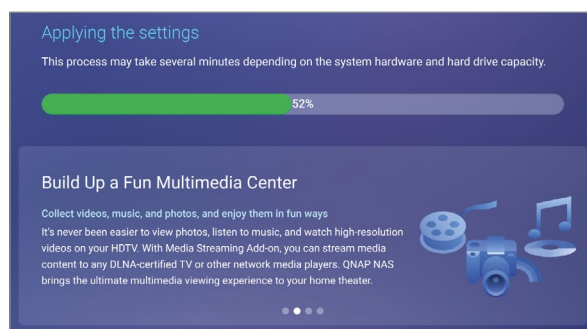 Applying the settings
This process may take several minutes depending on the system hardware and hard drive capacity.
52%
Build Up a Fun Multimedia Center
Collect videos, music, and photos, and enjoy them in fun ways
It's never been easier to view photos, listen to music, and watch high-resolution
videos on your HDTV. With Media Streaming Add-on, you can stream media
content to any DLNA-certified TV or other network media players. QNAP NAS
brings the ultimate multimedia viewing experience to your home theater.